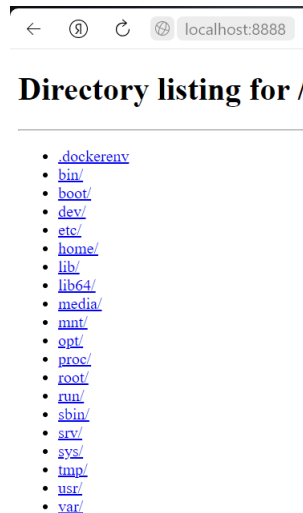 Я localhost:8888
Directory listing for /
.dockerenv
bin/
boot/
dev/
etc/
home/
lib/
lib64/
media/
mnt/
opt/
proc/
root/
run/
sbin/
srv/
sys/
tmp/
usr/
var/